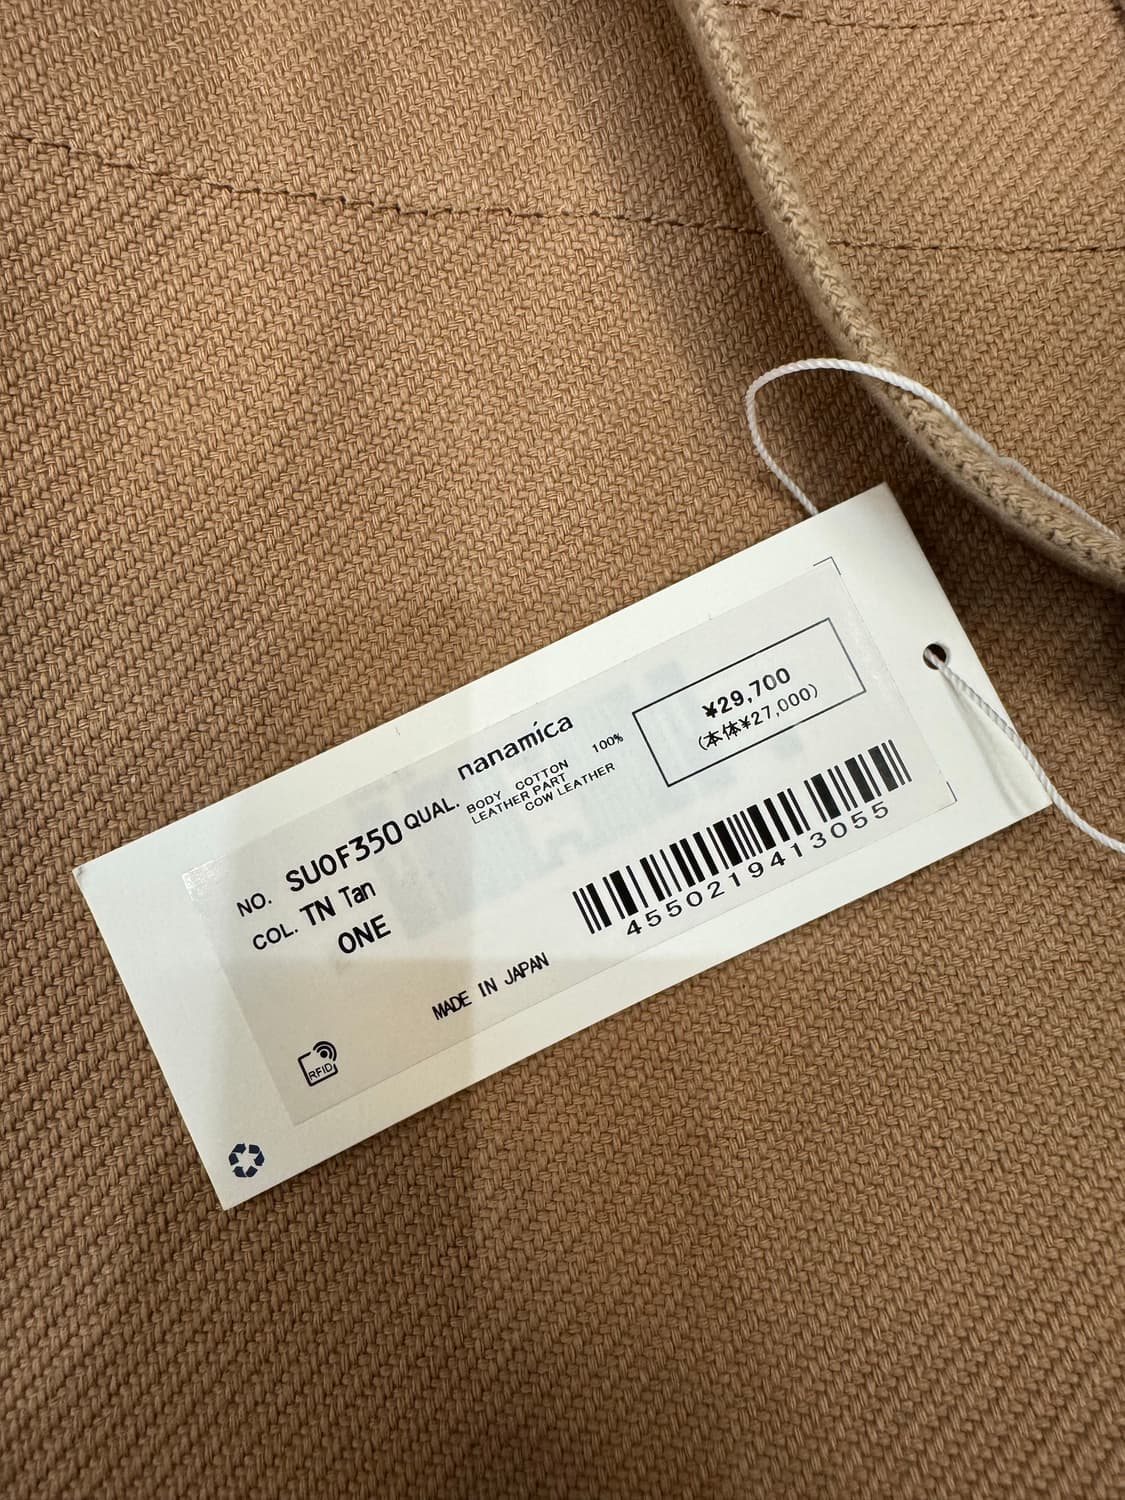 nanamica
NO. SUOF350 QUAL. BODY COTTON 100%
LEATHER PART
COW LEATHER
COL. TN Tan
ONE
¥29,700
(本体¥27,000)
4550219413055
MADE IN JAPAN
RFID